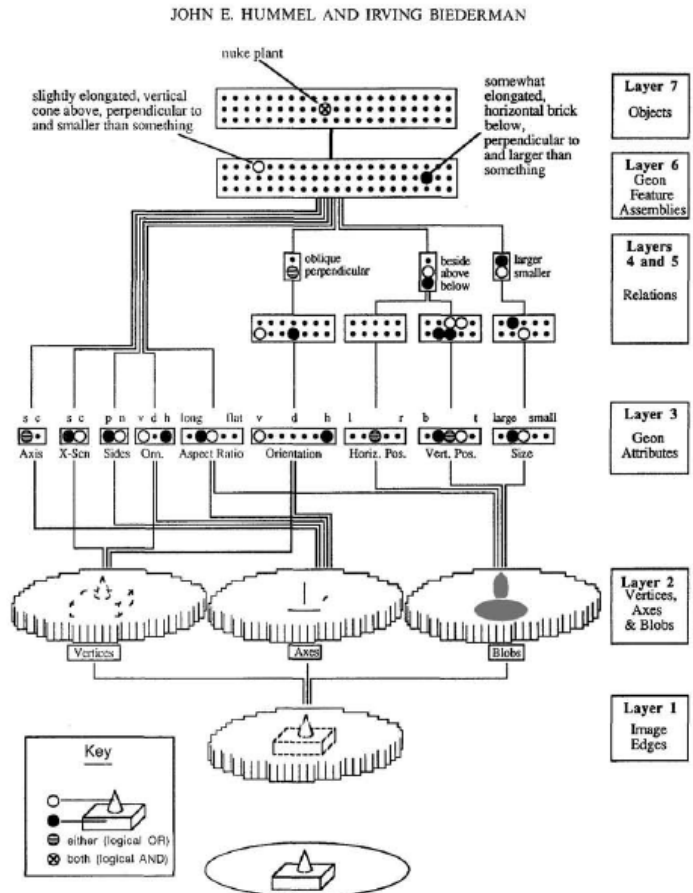 JOHN E. HUMMEL AND IRVING BIEDERMAN
nuke plant
slightly elongated, vertical
cone above, perpendicular to
and smaller than something
somewhat
elongated,
horizontal brick
below,
perpendicular to
and larger than
something
Layer 7
Objects
Layer 6
Geon
Feature
Assemblies
oblique
perpendicular
beside
above
below
larger
smaller
Layers
4 and 5
Relations
s c
s c
p n
v d h
long flat
v d h
l r
b t
large small
Axis X-Scn Sides Orn. Aspect Ratio Orientation Horiz. Pos. Vert. Pos. Size
Layer 3
Geon
Attributes
Layer 2
Vertices,
Axes
& Blobs
Vertices
Axes
Blobs
Layer 1
Image
Edges
Key
either (logical OR)
both (logical AND)